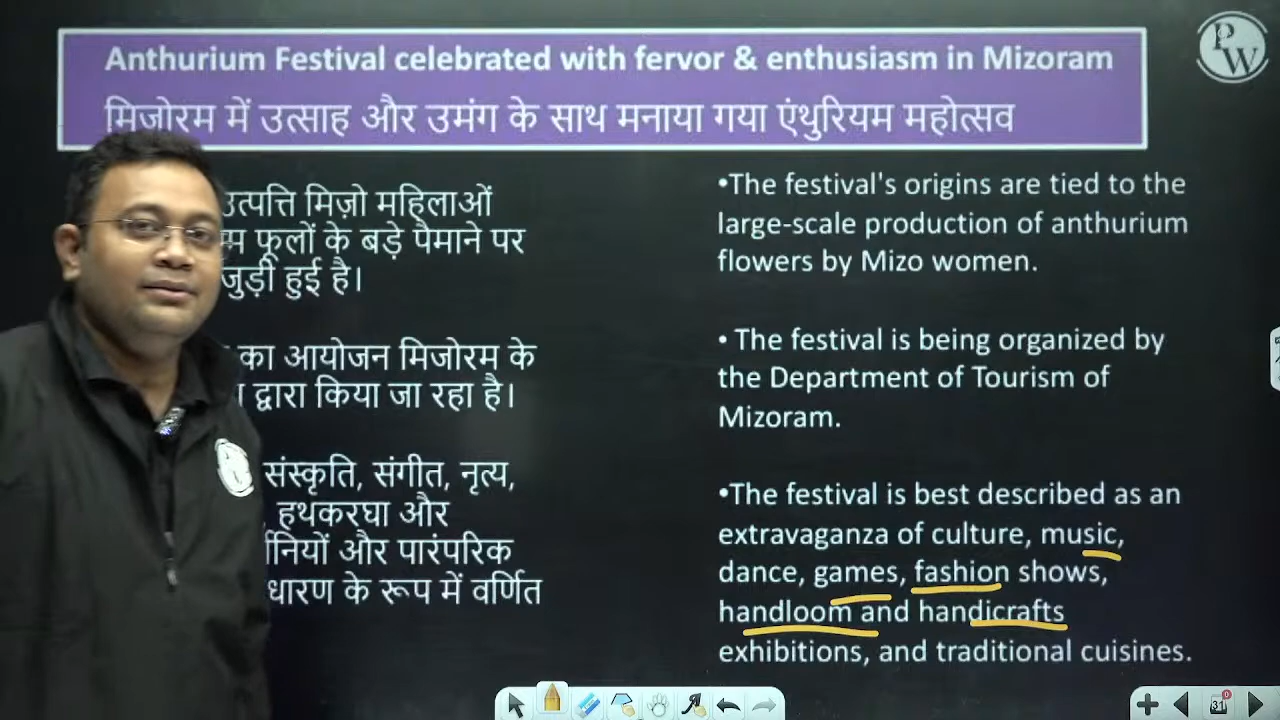 Anthurium Festival celebrated with fervor & enthusiasm in Mizoram
मिजोरम में उत्साह और उमंग के साथ मनाया गया एंथुरियम महोत्सव
PW
उत्पत्ति मिज़ो महिलाओं
फूलों के बड़े पैमाने पर
जुड़ी हुई है।
का आयोजन मिजोरम के
द्वारा किया जा रहा है।
संस्कृति, संगीत, नृत्य,
हथकरघा और
और पारंपरिक
के रूप में वर्णित
•The festival's origins are tied to the
large-scale production of anthurium
flowers by Mizo women.
• The festival is being organized by
the Department of Tourism of
Mizoram.
•The festival is best described as an
extravaganza of culture, music,
dance, games, fashion shows,
handloom and handicrafts
exhibitions, and traditional cuisines.
31
0